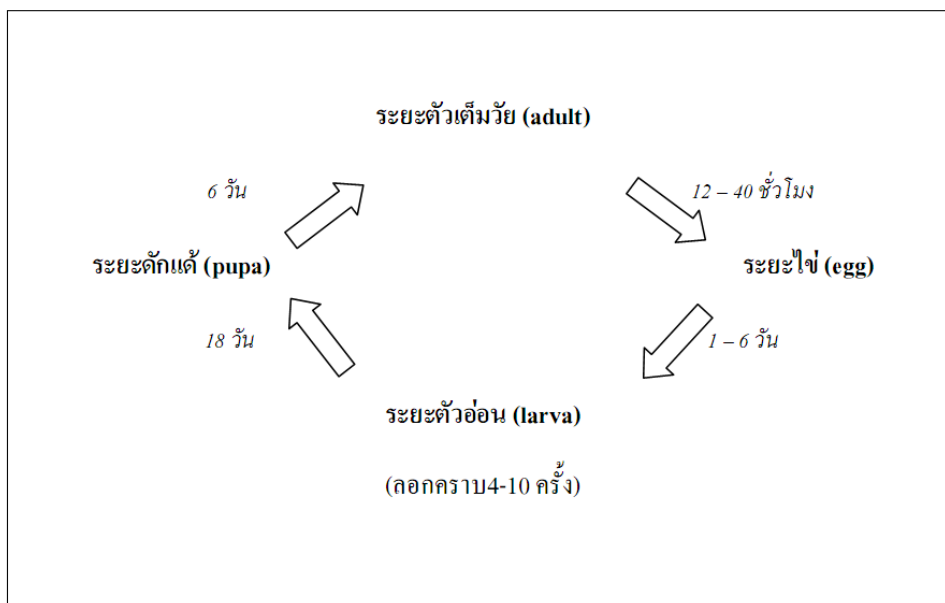 ระยะตัวเต็มวัย (adult)
6 วัน
12 – 40 ชั่วโมง
ระยะดักแด้ (pupa)
ระยะไข่ (egg)
18 วัน
1 – 6 วัน
ระยะตัวอ่อน (larva)
(ลอกคราบ4-10 ครั้ง)